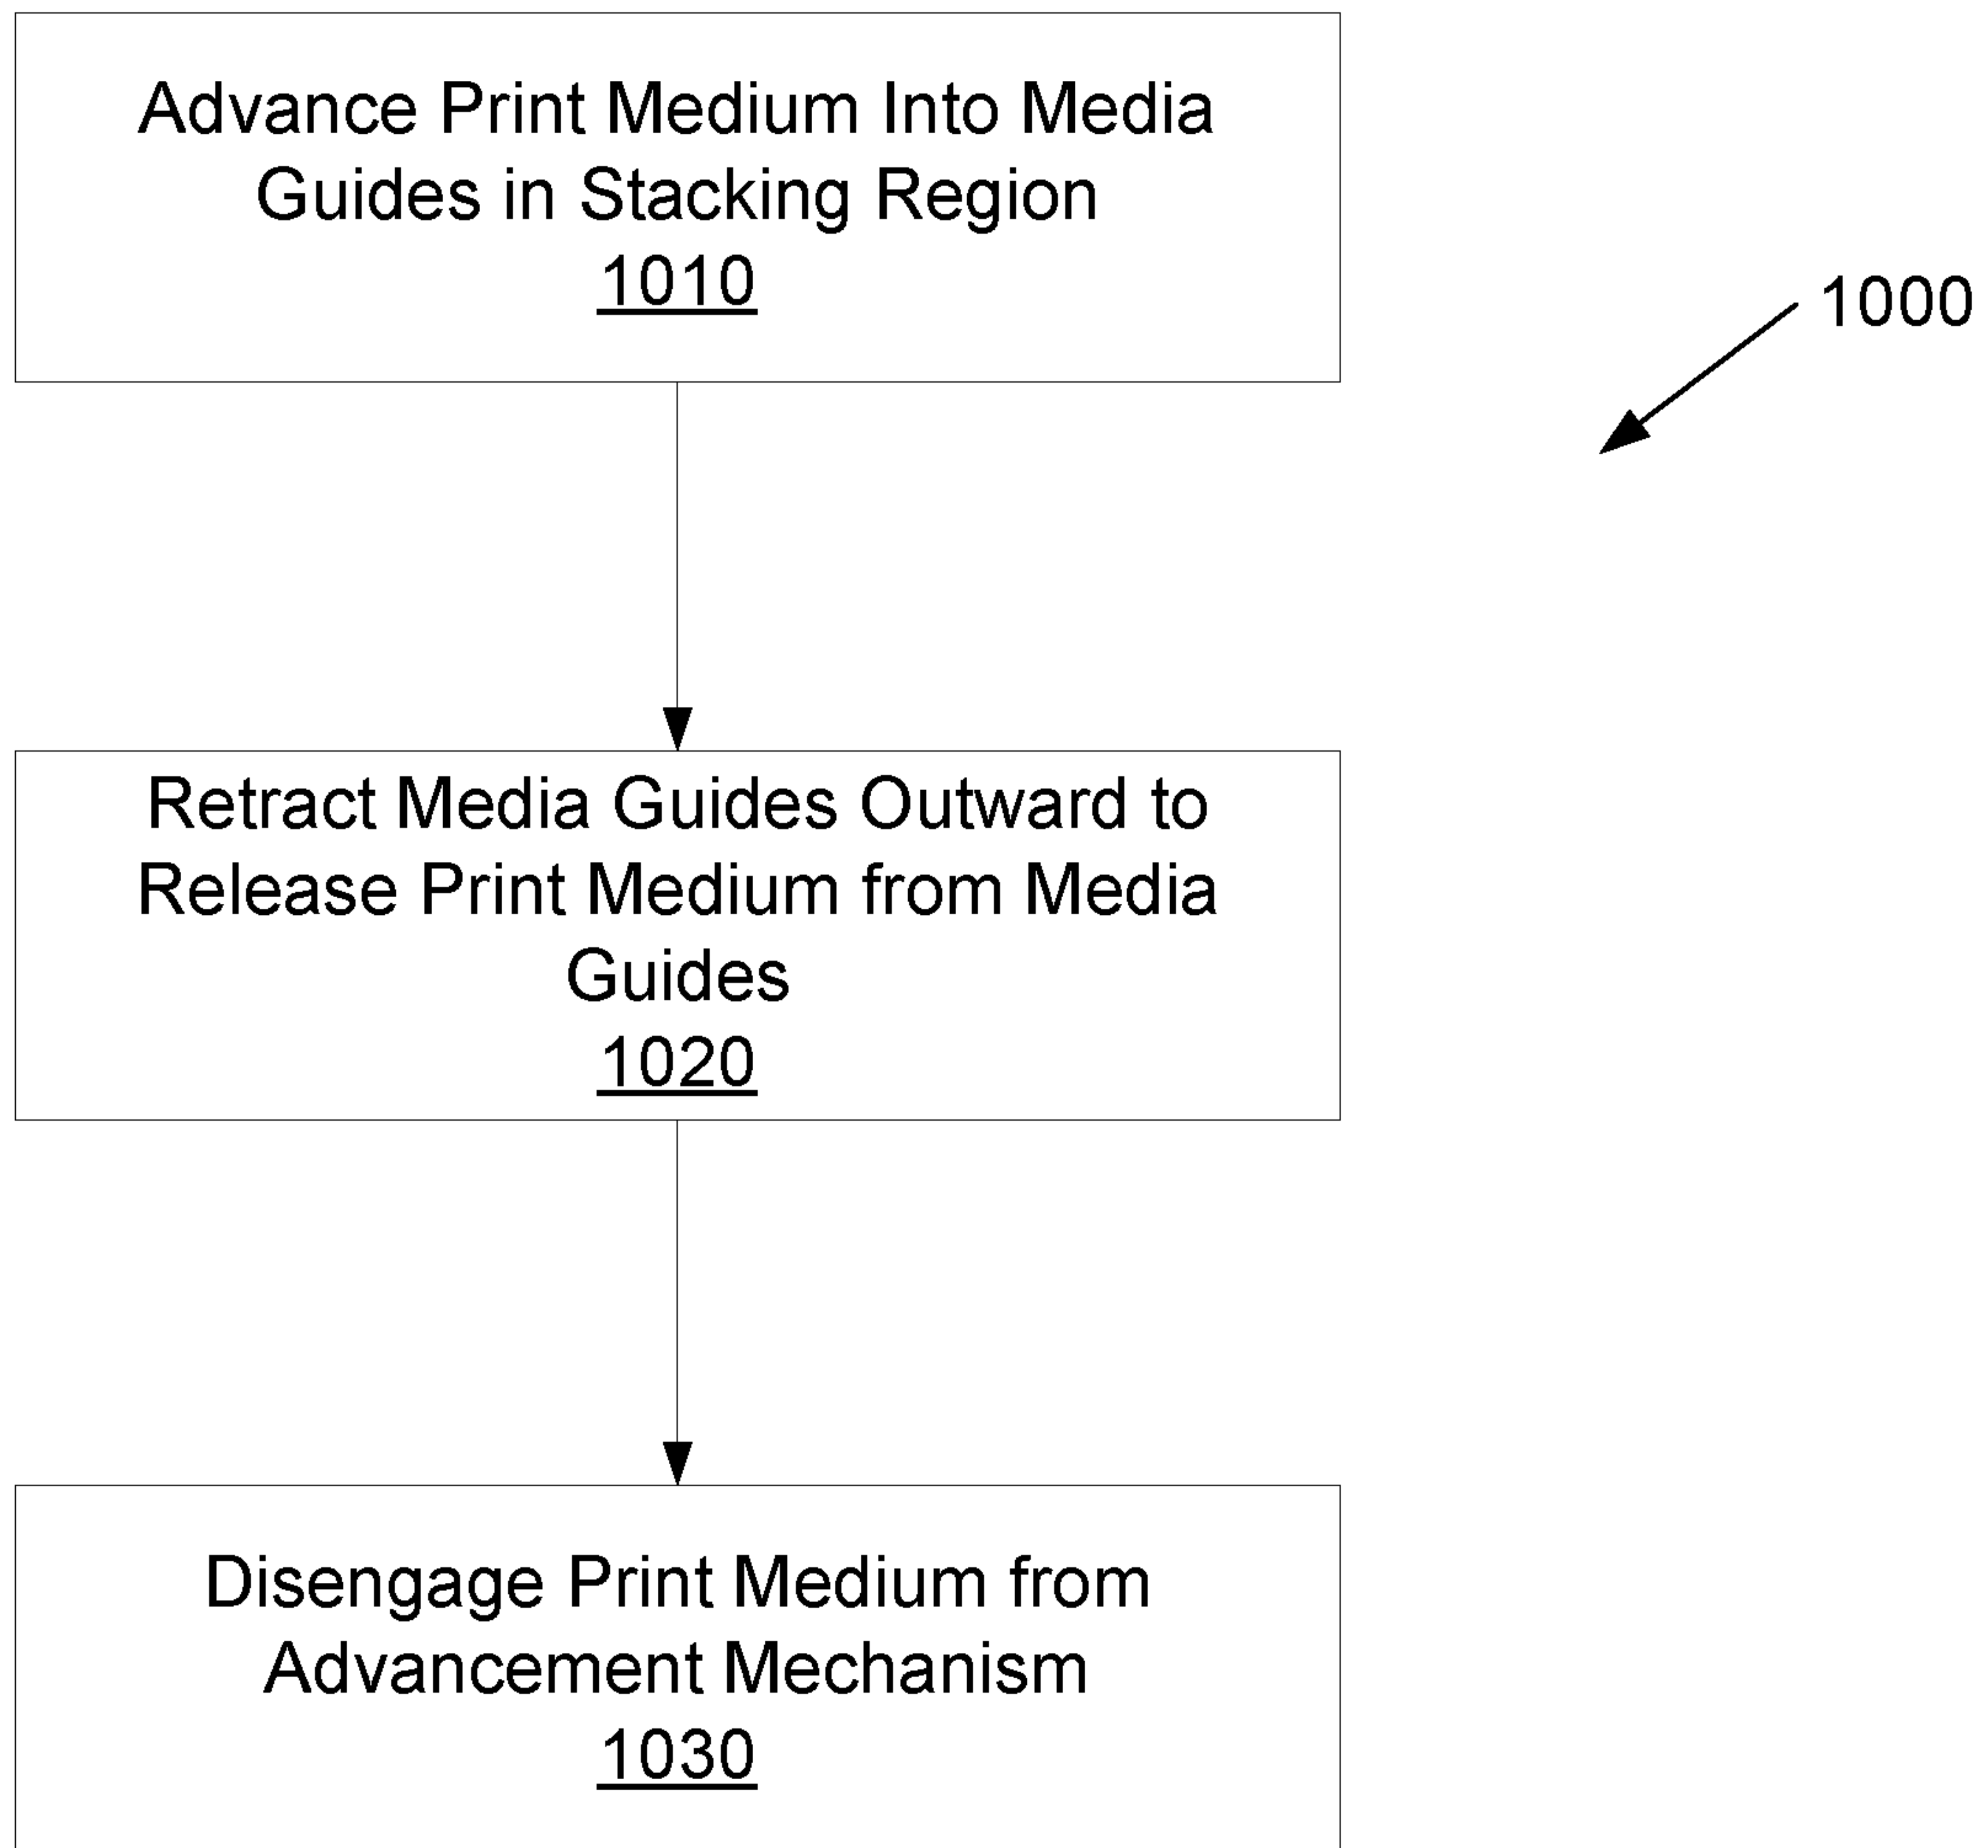 Advance Print Medium Into Media
Guides in Stacking Region
1010
1000
Retract Media Guides Outward to
Release Print Medium from Media
Guides
1020
Disengage Print Medium from
Advancement Mechanism
1030